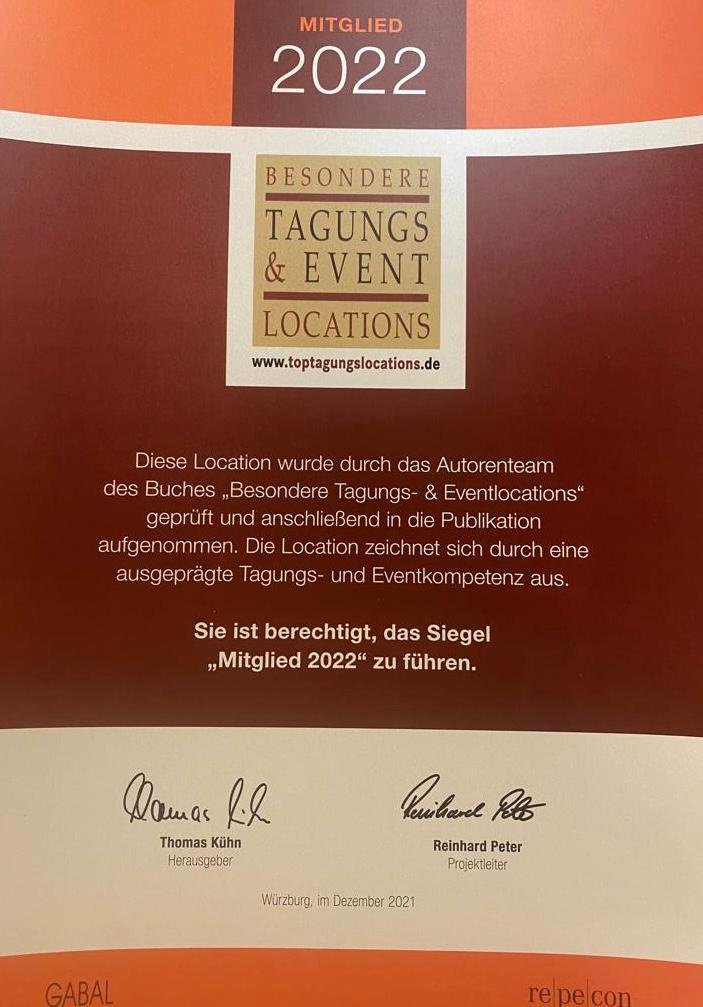 MITGLIED
2022
BESONDERE
TAGUNGS
& EVENT
LOCATIONS
www.toptagungslocations.de
Diese Location wurde durch das Autorenteam
des Buches „Besondere Tagungs- & Eventlocations“
geprüft und anschließend in die Publikation
aufgenommen. Die Location zeichnet sich durch eine
ausgeprägte Tagungs- und Eventkompetenz aus.
Sie ist berechtigt, das Siegel
„Mitglied 2022“ zu führen.
Thomas Kühn
Herausgeber
Reinhard Peter
Reinhard Peter
Projektleiter
Würzburg, im Dezember 2021
GABAL
re|pe|con